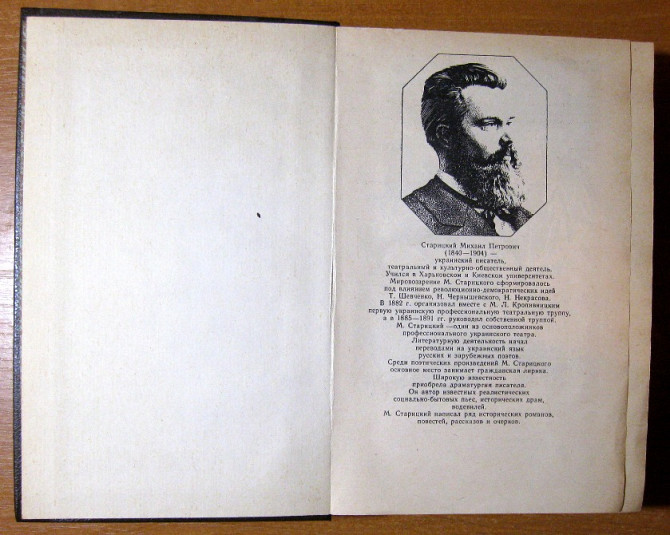 Старицкий Михаил Петрович
(1840—1904) —
украинский писатель,
театральный и культурно-общественный деятель.
Учился в Харьковском и Киевском университетах.
Мировоззрение М. Старицкого сформировалось
под влиянием революционно-демократических идей
Т. Шевченко, Н. Чернышевского, Н. Некрасова.
В 1882 г. организовал вместе с М. Л. Кропивницким
первую украинскую профессиональную театральную труппу,
а в 1885—1891 гг. руководил собственной труппой.
М. Старицкий —один из основоположников
профессионального украинского театра.
Литературную деятельность начал
переводами на украинский язык
русских и зарубежных поэтов.
Среди поэтических произведений М. Старицкого
основное место занимает гражданская лирика.
Широкую известность
приобрела драматургия писателя.
Он автор известных реалистических
социально-бытовых пьес, исторических драм,
водевилей.
М. Старицкий написал ряд исторических романов,
повестей, рассказов и очерков.